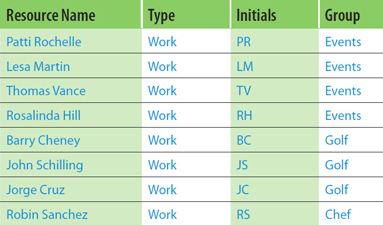 Resource Name Type Initials Group
Patti Rochelle Work PR Events
Lesa Martin Work LM Events
Thomas Vance Work TV Events
Rosalinda Hill Work RH Events
Barry Cheney Work BC Golf
John Schilling Work JS Golf
Jorge Cruz Work JC Golf
Robin Sanchez Work RS Chef